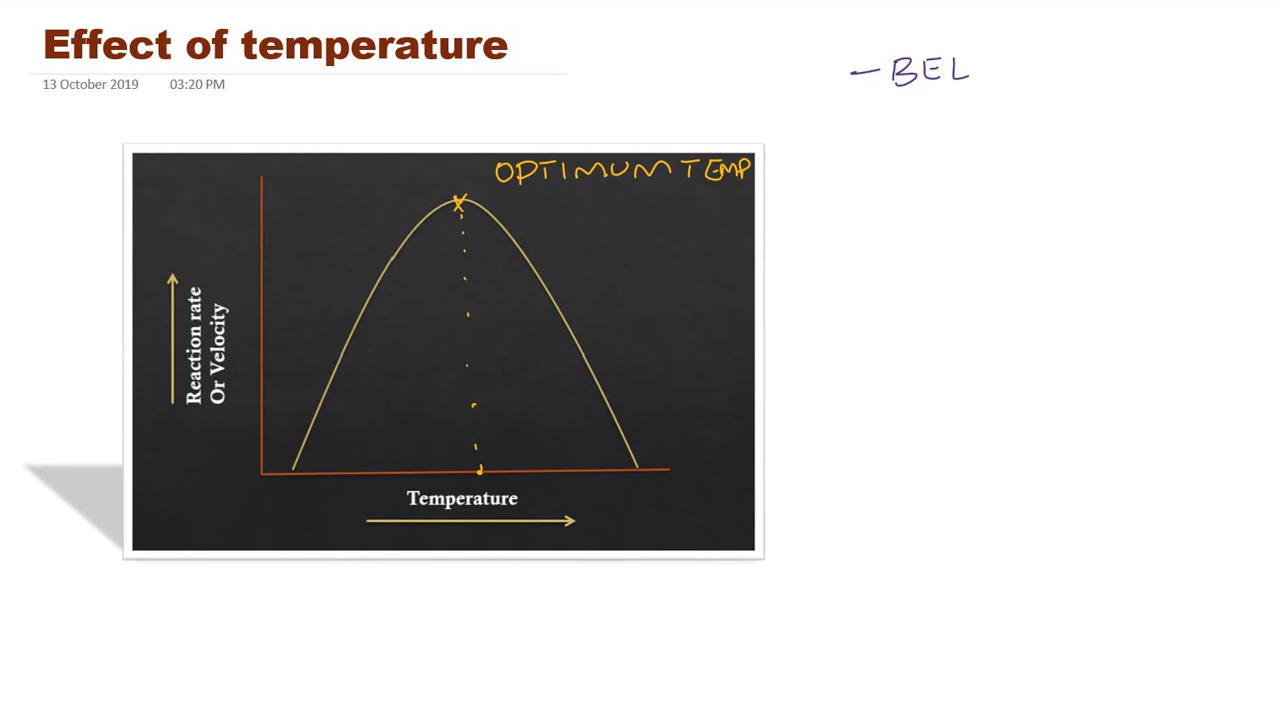 Effect of temperature
13 October 2019 03:20 PM
- BEL
OPTIMUM TEMP
Reaction rate
Or Velocity
Temperature